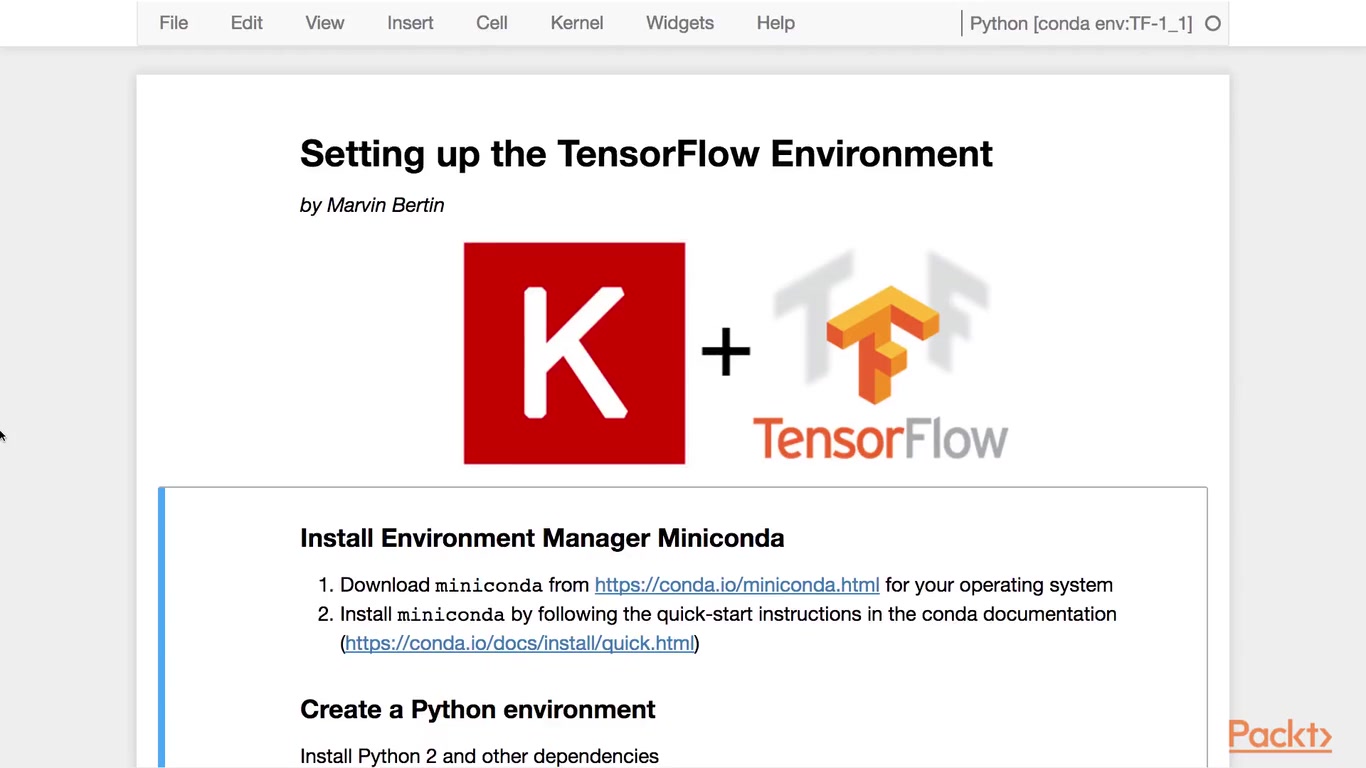 File Edit View Insert Cell Kernel Widgets Help Python [conda env:TF-1_1]
Setting up the TensorFlow Environment
by Marvin Bertin
K + TF
TensorFlow
Install Environment Manager Miniconda
1. Download miniconda from https://conda.io/miniconda.html for your operating system
2. Install miniconda by following the quick-start instructions in the conda documentation
(https://conda.io/docs/install/quick.html)
Create a Python environment
Install Python 2 and other dependencies
Packt>